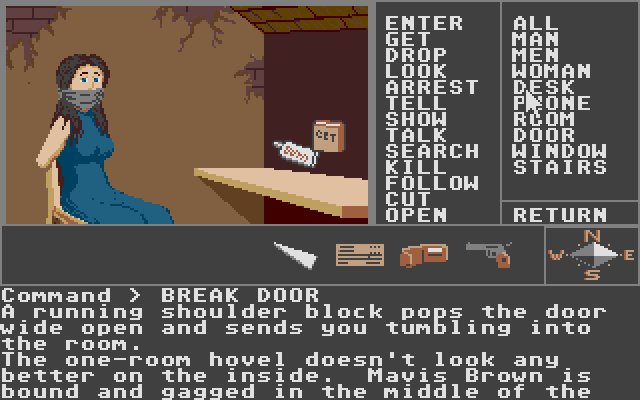 ENTER
GET
DROP
LOOK
ARREST
TELL
SHOW
TALK
SEARCH
KILL
FOLLOW
CUT
OPEN
ALL
MAN
MEN
WOMAN
DESK
PHONE
ROOM
DOOR
WINDOW
STAIRS
RETURN
N
W E
S
Command > BREAK DOOR
A running shoulder block pops the door
wide open and sends you tumbling into
the room.
The one-room hovel doesn't look any
better on the inside. Mavis Brown is
bound and gagged in the middle of the